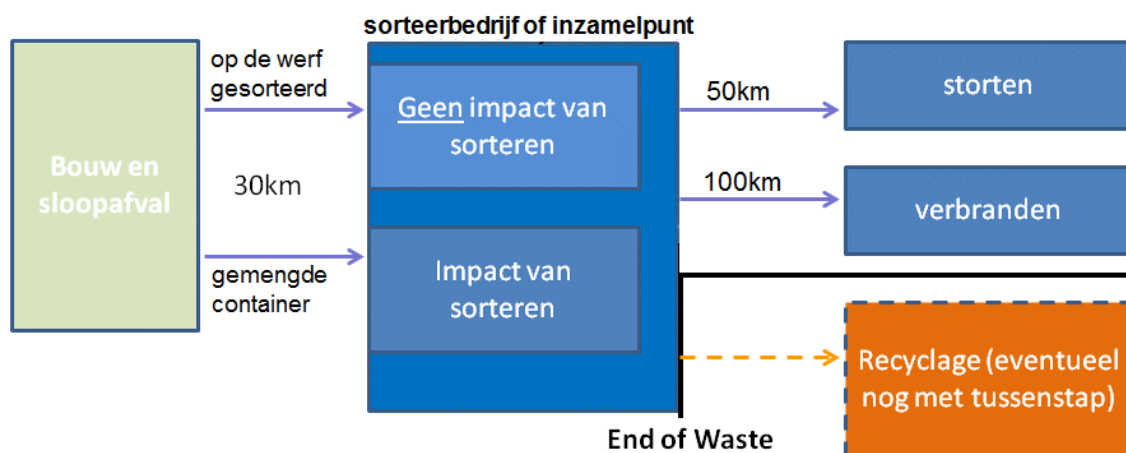 sorteerbedrijf of inzamelpunt
Bouw en
sloopafval
op de werf
gesorteerd
30km
gemengde
container
Geen impact van
sorteren
Impact van
sorteren
50km
100km
storten
verbranden
Recyclage (eventueel
nog met tussenstap)
End of Waste